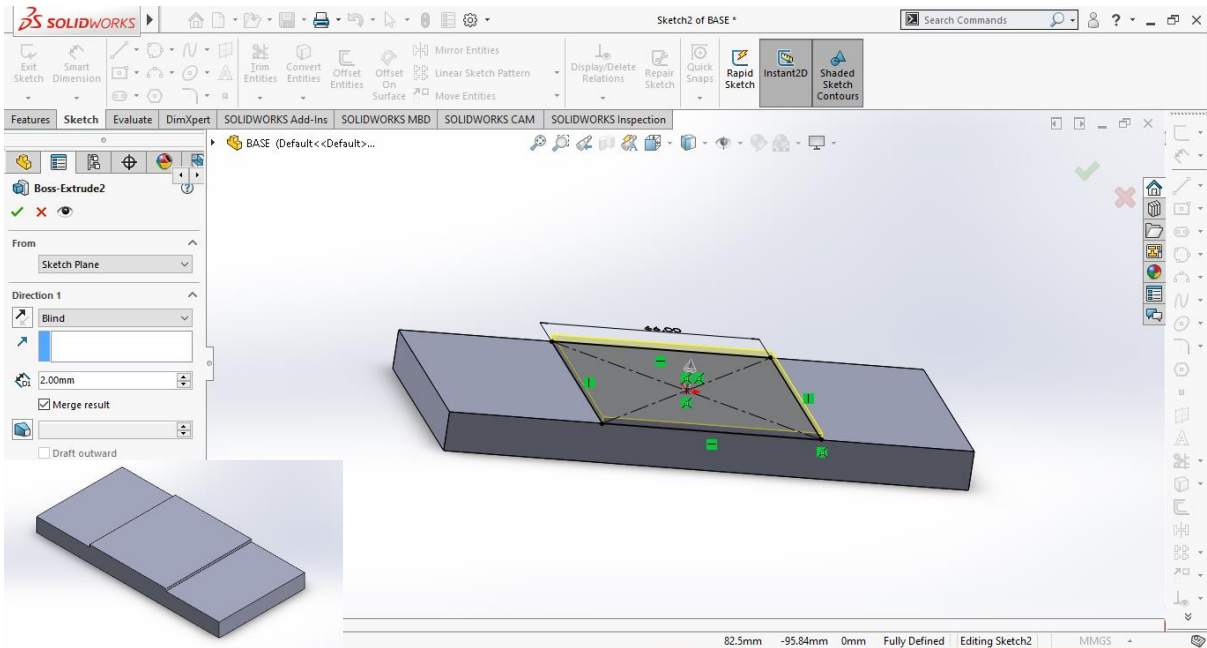 SOLIDWORKS
Sketch2 of BASE *
Search Commands
?
Exit Sketch
Smart Dimension
Trim Entities
Convert Entities
Offset Entities
Offset On Surface
Mirror Entities
Linear Sketch Pattern
Move Entities
Display/Delete Relations
Repair Sketch
Quick Snaps
Rapid Sketch
Instant2D
Shaded Sketch Contours
Features Sketch Evaluate DimXpert SOLIDWORKS Add-Ins SOLIDWORKS MBD SOLIDWORKS CAM SOLIDWORKS Inspection
BASE (Default<<Default>...
Boss-Extrude2
From
Sketch Plane
Direction 1
Blind
D1
2.00mm
Merge result
Draft outward
82.5mm -95.84mm 0mm Fully Defined Editing Sketch2 MMGS